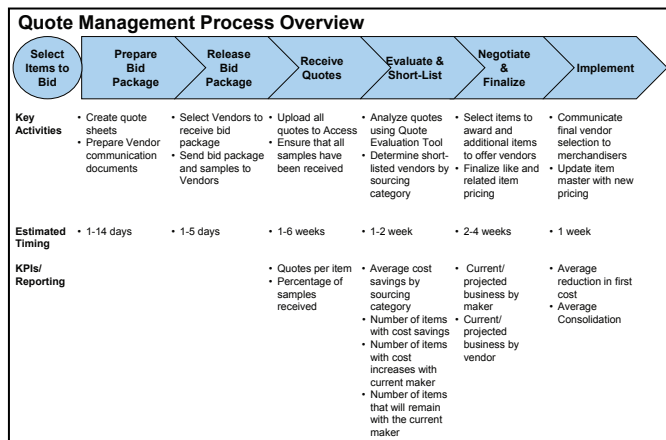 Quote Management Process Overview
Select
Items to
Bid
Prepare
Bid
Package
Release
Bid
Package
Receive
Quotes
Evaluate &
Short-List
Negotiate
&
Finalize
Implement
Key
Activities
• Create quote
sheets
• Prepare Vendor
communication
documents
• Select Vendors to
receive bid
package
• Send bid package
and samples to
Vendors
• Upload all
quotes to Access
• Ensure that all
samples have
been received
• Analyze quotes
using Quote
Evaluation Tool
• Determine short-
listed vendors by
sourcing
category
• Select items to
award and
additional items
to offer vendors
• Finalize like and
related item
pricing
• Communicate
final vendor
selection to
merchandisers
• Update item
master with new
pricing
Estimated
Timing
• 1-14 days
• 1-5 days
• 1-6 weeks
• 1-2 week
• 2-4 weeks
• 1 week
KPIs/
Reporting
• Quotes per item
• Percentage of
samples
received
• Average cost
savings by
sourcing
category
• Number of items
with cost savings
• Number of items
with cost
increases with
current maker
• Number of items
that will remain
with the current
maker
• Current/
projected
business by
maker
• Current/
projected
business by
vendor
• Average
reduction in first
cost
• Average
Consolidation